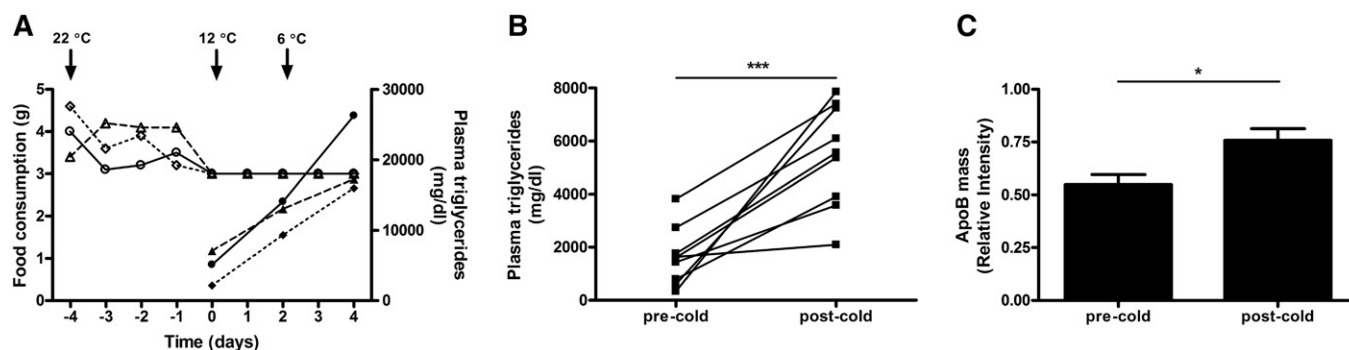 A
22 °C
12 °C
6 °C
Food consumption (g)
5
4
3
2
1
0
-4
-3
-2
-1
0
1
2
3
4
Time (days)
30000
20000
10000
0
Plasma triglycerides
(mg/dl)
B
***
Plasma triglycerides
(mg/dl)
8000
6000
4000
2000
0
pre-cold
post-cold
C
*
ApoB mass
(Relative Intensity)
1.00
0.75
0.50
0.25
0.00
pre-cold
post-cold